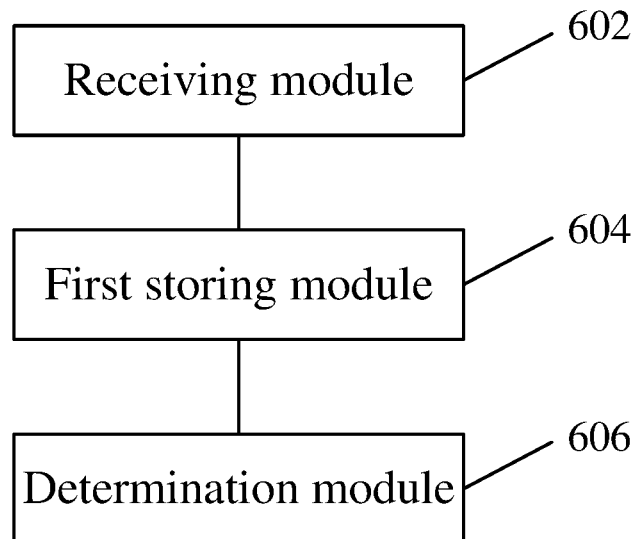 602
Receiving module
604
First storing module
606
Determination module